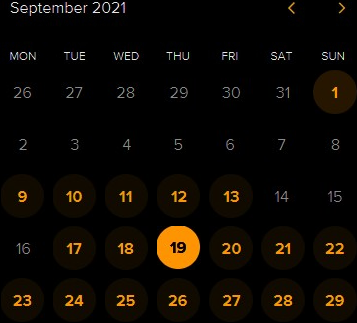 September 2021
MON TUE WED THU FRI SAT SUN
26 27 28 29 30 31 1
2 3 4 5 6 7 8
9 10 11 12 13 14 15
16 17 18 19 20 21 22
23 24 25 26 27 28 29